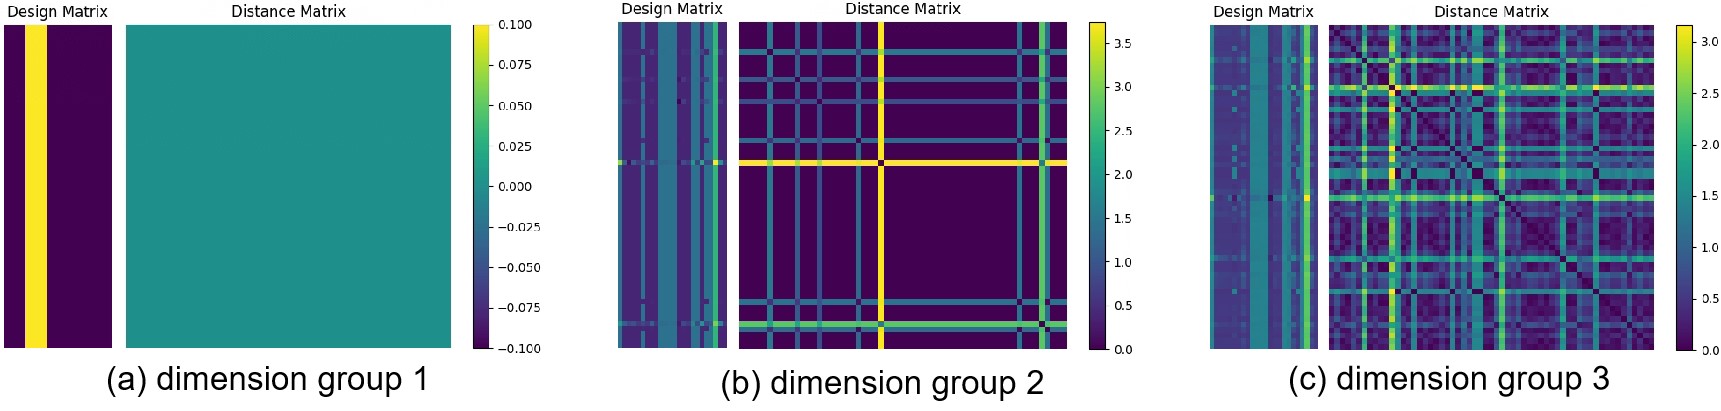 Design Matrix
Distance Matrix
0.100
0.075
0.050
0.025
0.000
−0.025
−0.050
−0.075
−0.100
(a) dimension group 1
Design Matrix
Distance Matrix
3.5
3.0
2.5
2.0
1.5
1.0
0.5
0.0
(b) dimension group 2
Design Matrix
Distance Matrix
3.0
2.5
2.0
1.5
1.0
0.5
0.0
(c) dimension group 3